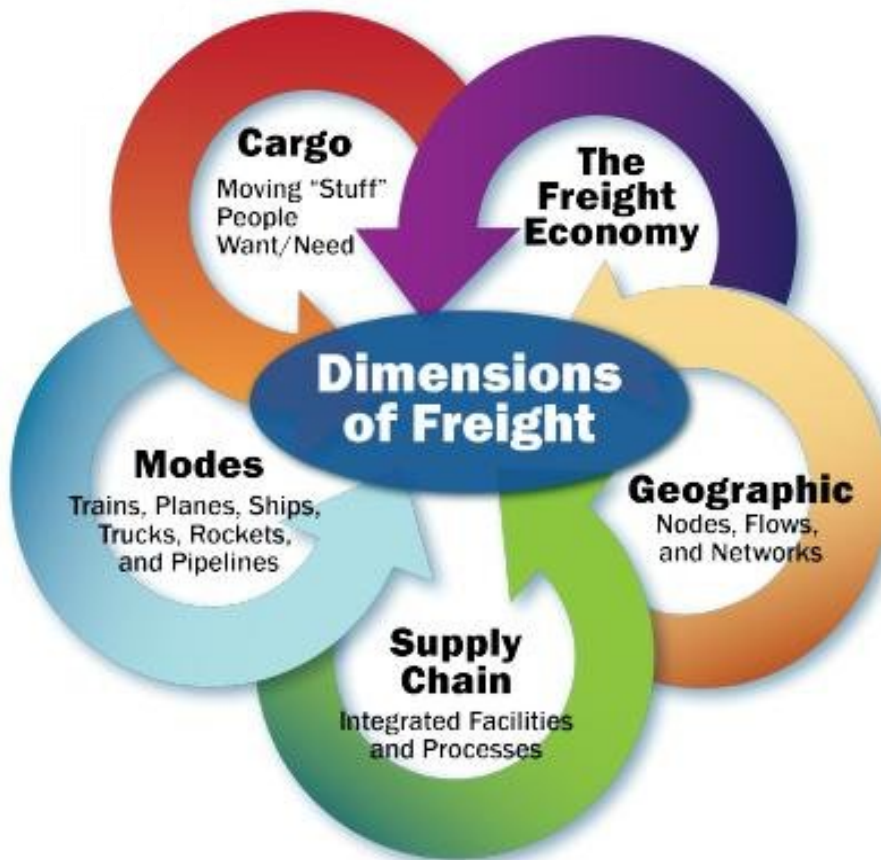 Cargo
Moving “Stuff”
People
Want/Need
The
Freight
Economy
Dimensions
of Freight
Modes
Trains, Planes, Ships,
Trucks, Rockets,
and Pipelines
Geographic
Nodes, Flows,
and Networks
Supply
Chain
Integrated Facilities
and Processes